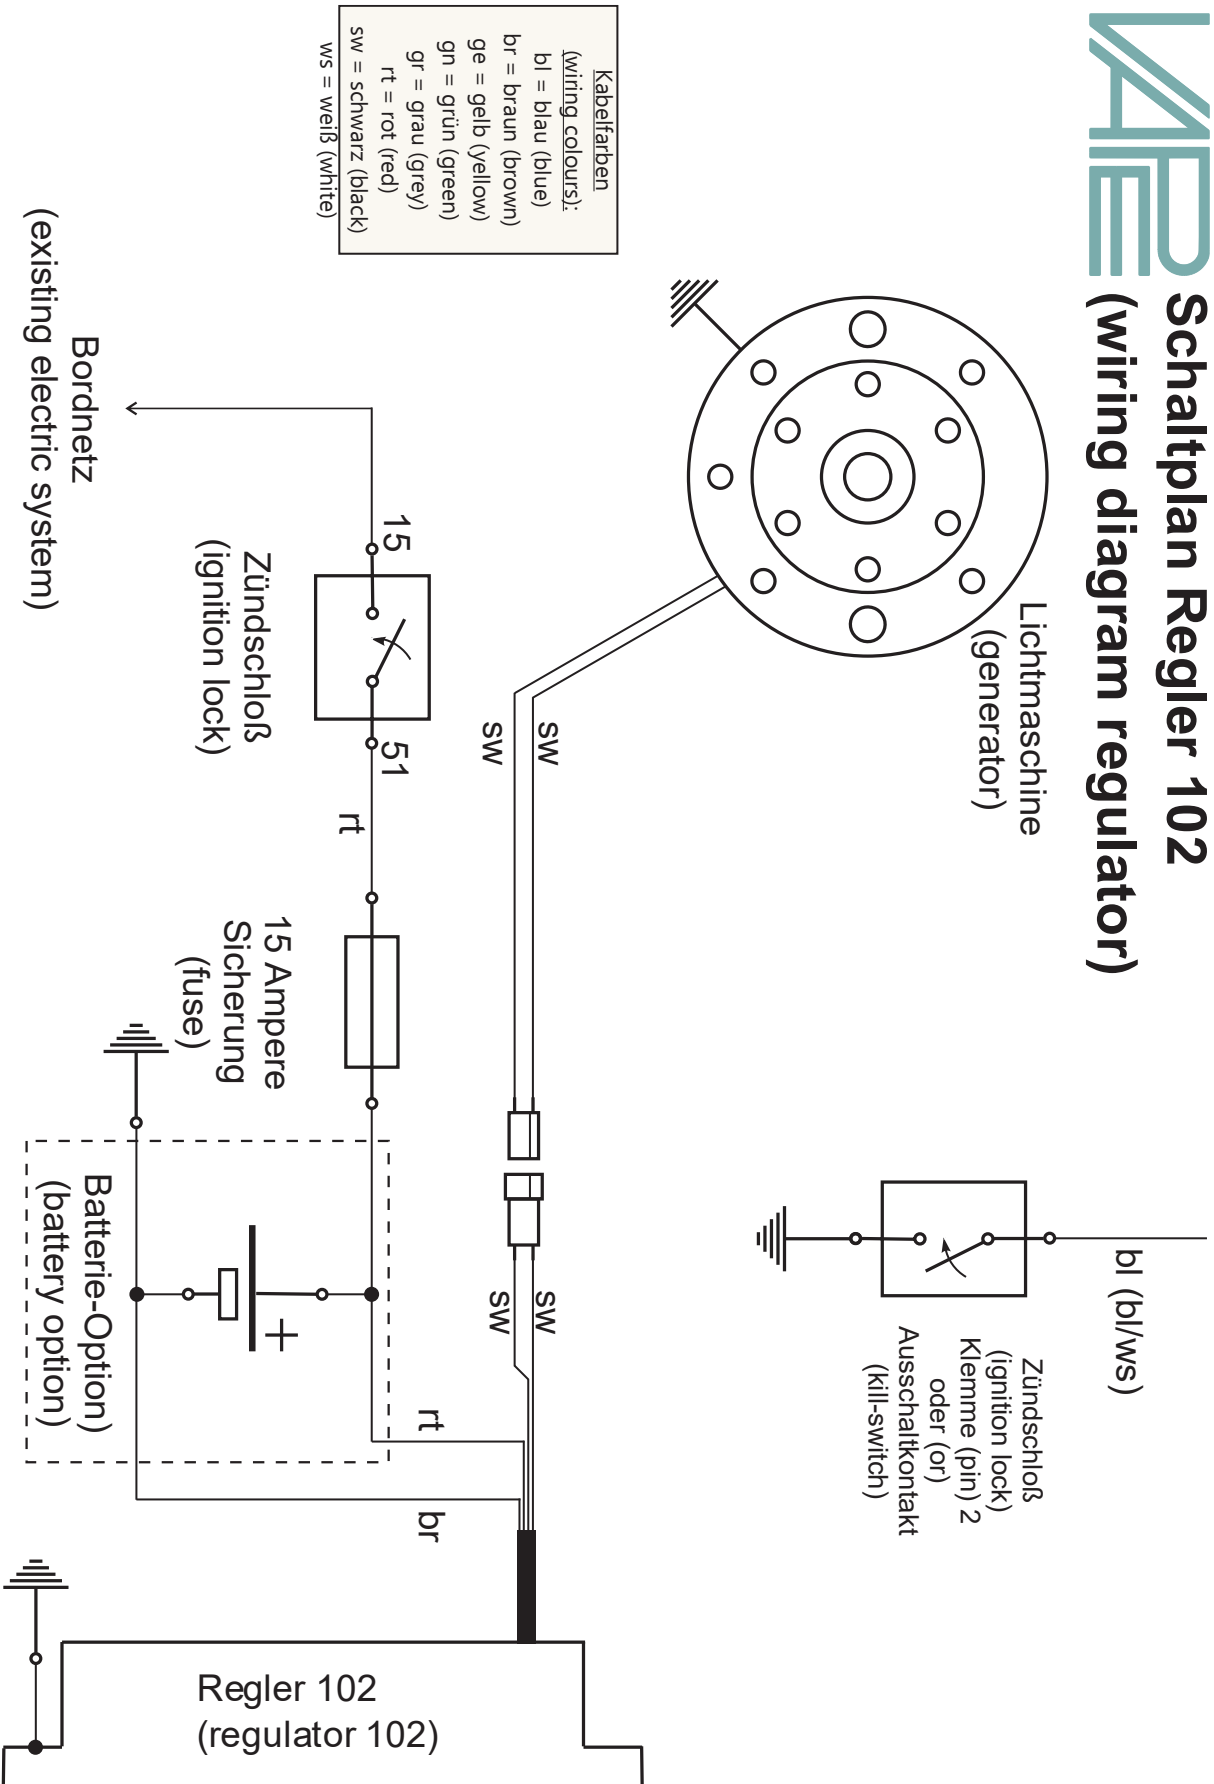 VAPE
Schaltplan Regler 102
(wiring diagram regulator)
Kabelfarben
(wiring colours):
bl = blau (blue)
br = braun (brown)
ge = gelb (yellow)
gn = grün (green)
gr = grau (grey)
rt = rot (red)
sw = schwarz (black)
ws = weiß (white)
Lichtmaschine
(generator)
bl (bl/ws)
Zündschloß
(ignition lock)
Klemme (pin) 2
oder (or)
Ausschaltkontakt
(kill-switch)
sw
sw
sw
sw
15
51
Zündschloß
(ignition lock)
rt
15 Ampere
Sicherung
(fuse)
Bordnetz
(existing electric system)
Batterie-Option)
(battery option)
+
rt
br
Regler 102
(regulator 102)